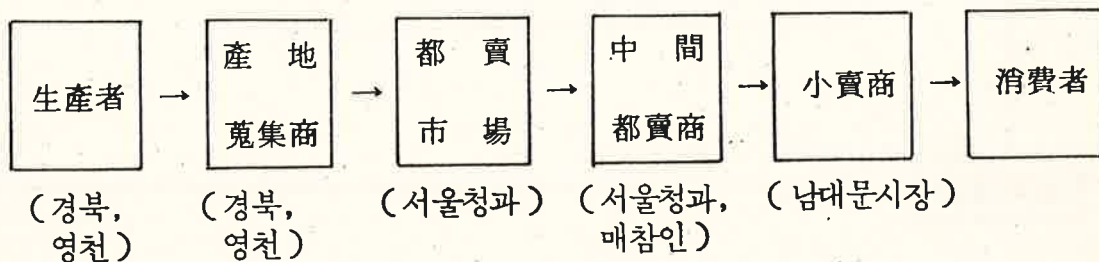 生產者 → 產地蒐集商 → 都賣市場 → 中間都賣商 → 小賣商 → 消費者
(경북, 영천) (경북, 영천) (서울청과) (서울청과, 매참인) (남대문시장)